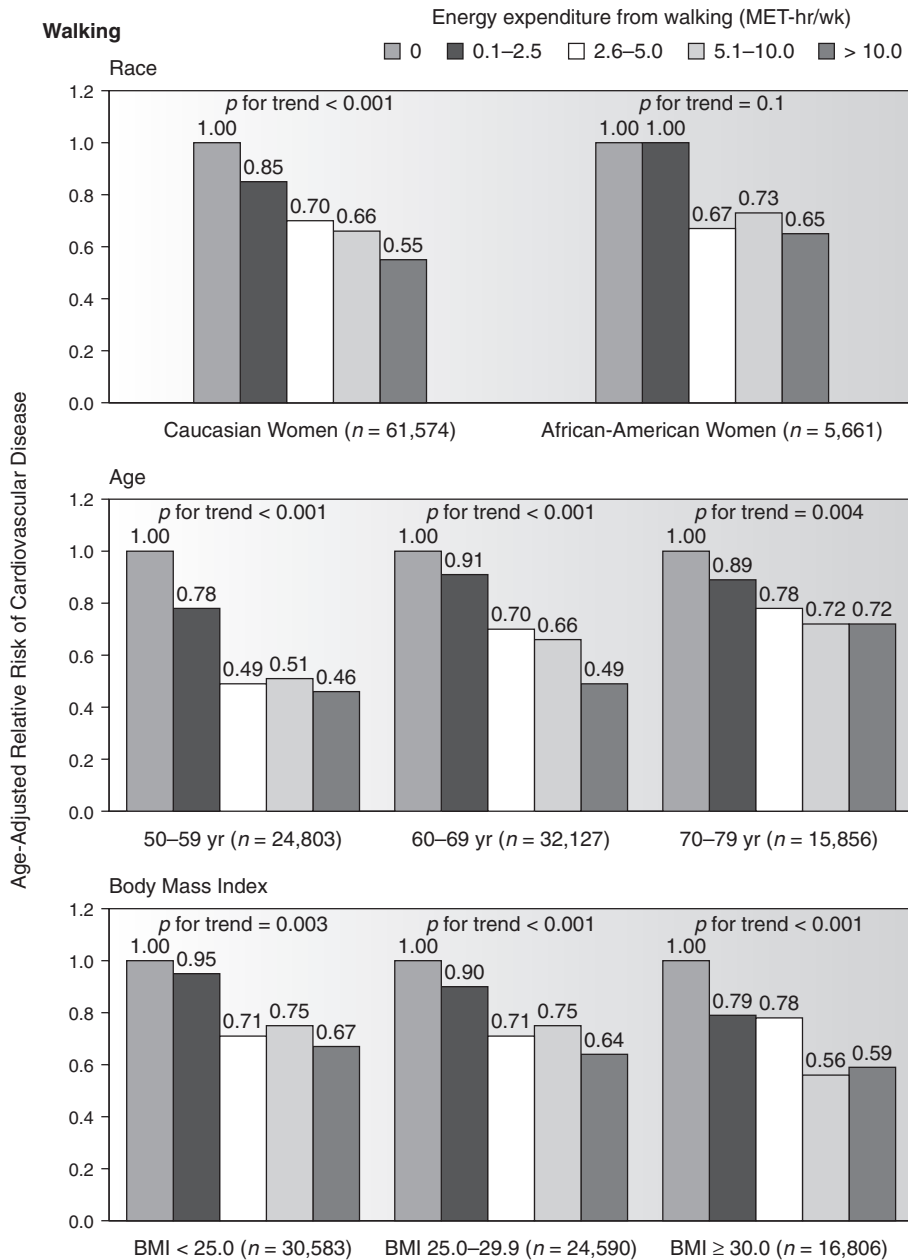 Walking
Energy expenditure from walking (MET-hr/wk)
0 0.1–2.5 2.6–5.0 5.1–10.0 > 10.0
Age-Adjusted Relative Risk of Cardiovascular Disease
Race
1.2
1.0
0.8
0.6
0.4
0.2
0.0
p for trend < 0.001
1.00
0.85
0.70
0.66
0.55
Caucasian Women (n = 61,574)
p for trend = 0.1
1.00 1.00
0.67
0.73
0.65
African-American Women (n = 5,661)
Age
1.2
1.0
0.8
0.6
0.4
0.2
0.0
p for trend < 0.001
1.00
0.78
0.49
0.51
0.46
50–59 yr (n = 24,803)
p for trend < 0.001
1.00
0.91
0.70
0.66
0.49
60–69 yr (n = 32,127)
p for trend = 0.004
1.00
0.89
0.78
0.72 0.72
70–79 yr (n = 15,856)
Body Mass Index
1.2
1.0
0.8
0.6
0.4
0.2
0.0
p for trend = 0.003
1.00
0.95
0.71
0.75
0.67
BMI < 25.0 (n = 30,583)
p for trend < 0.001
1.00
0.90
0.71
0.75
0.64
BMI 25.0–29.9 (n = 24,590)
p for trend < 0.001
1.00
0.79 0.78
0.56
0.59
BMI ≥ 30.0 (n = 16,806)